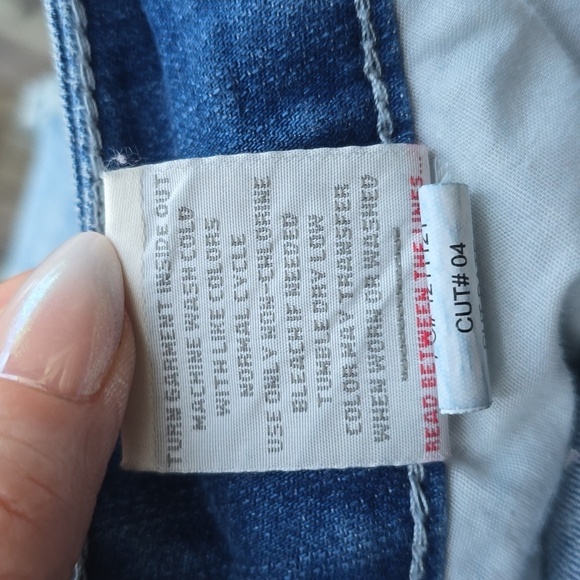 TURN GARMENT INSIDE OUT
MACHINE WASH COLD
WITH LIKE COLORS
NORMAL CYCLE
USE ONLY NON-CHLORINE
BLEACH IF NEEDED
TUMBLE DRY LOW
COLOR MAY TRANSFER
WHEN WORN OR WASHED
READ BETWEEN THE LINES...
CUT# 04